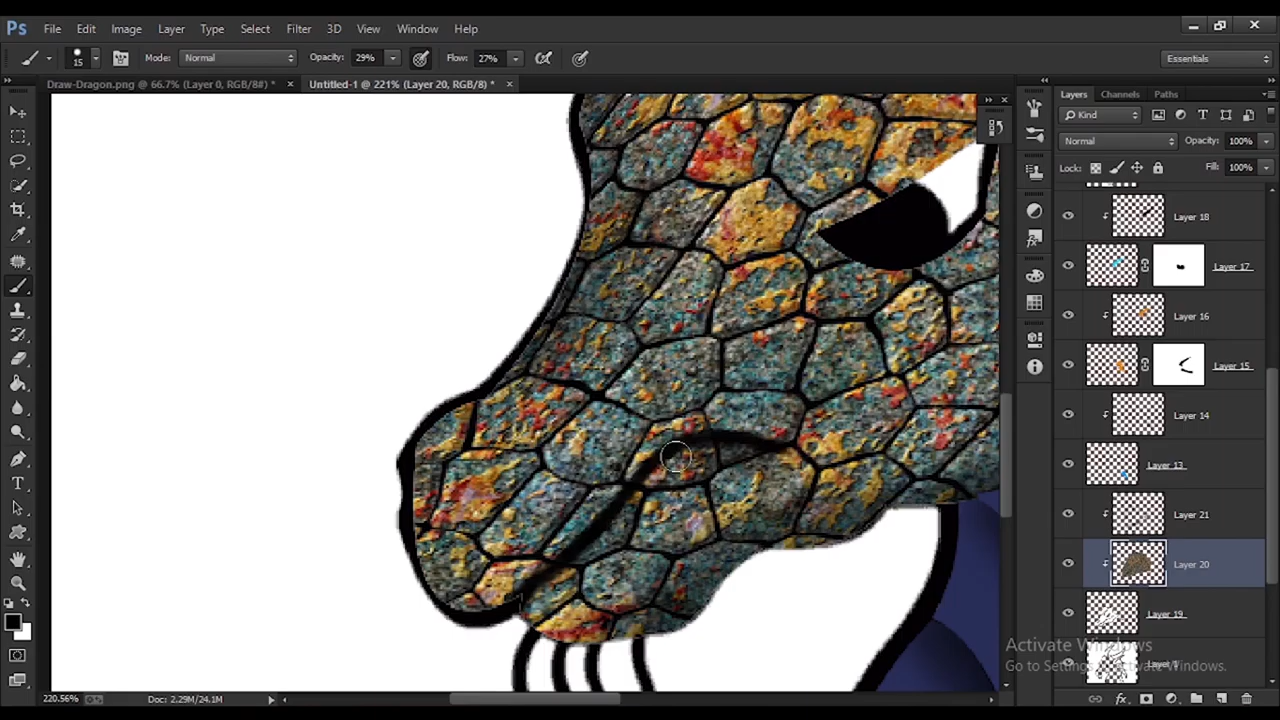 Ps File Edit Image Layer Type Select Filter 3D View Window Help
15 Mode: Normal Opacity: 29% Flow: 27% Essentials
Draw-Dragon.png @ 66.7% (Layer 0, RGB/8#) * × Untitled-1 @ 221% (Layer 20, RGB/8) * ×
Layers Channels Paths
Kind
Normal Opacity: 100%
Lock: Fill: 100%
Layer 18
Layer 17
Layer 16
Layer 15
Layer 14
Layer 13
Layer 21
Layer 20
Layer 19
Activate Windows
Go to Settings to Activate Windows.
220.56% Doc: 2.29M/24.1M